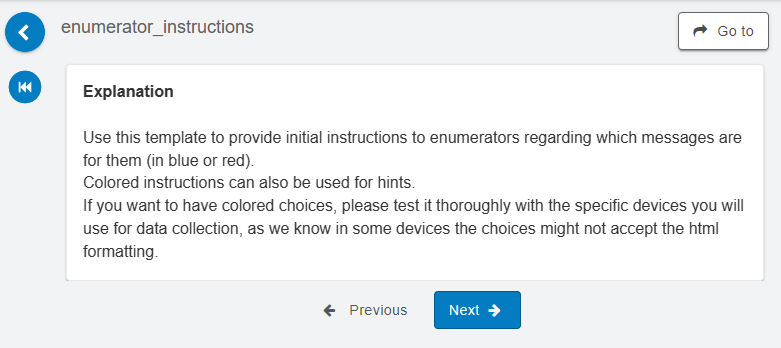 enumerator_instructions
Go to
Explanation
Use this template to provide initial instructions to enumerators regarding which messages are
for them (in blue or red).
Colored instructions can also be used for hints.
If you want to have colored choices, please test it thoroughly with the specific devices you will
use for data collection, as we know in some devices the choices might not accept the html
formatting.
Previous
Next